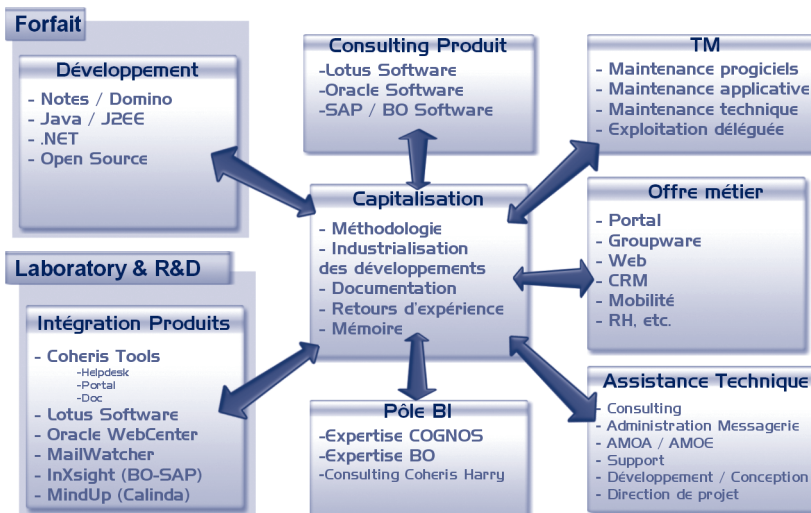 Forfait
Développement
- Notes / Domino
- Java / J2EE
- .NET
- Open Source
Consulting Produit
-Lotus Software
-Oracle Software
-SAP / BO Software
TM
- Maintenance progiciels
- Maintenance applicative
- Maintenance technique
- Exploitation déléguée
Capitalisation
- Méthodologie
- Industrialisation
des développements
- Documentation
- Retours d'expérience
- Mémoire
Offre métier
- Portal
- Groupware
- Web
- CRM
- Mobilité
- RH, etc.
Laboratory & R&D
Intégration Produits
- Coheris Tools
-Helpdesk
-Portal
-Doc
- Lotus Software
- Oracle WebCenter
- MailWatcher
- InXsight (BO-SAP)
- MindUp (Calinda)
Pôle BI
-Expertise COGNOS
-Expertise BO
-Consulting Coheris Harry
Assistance Technique
- Consulting
- Administration Messagerie
- AMOA / AMOE
- Support
- Développement / Conception
- Direction de projet